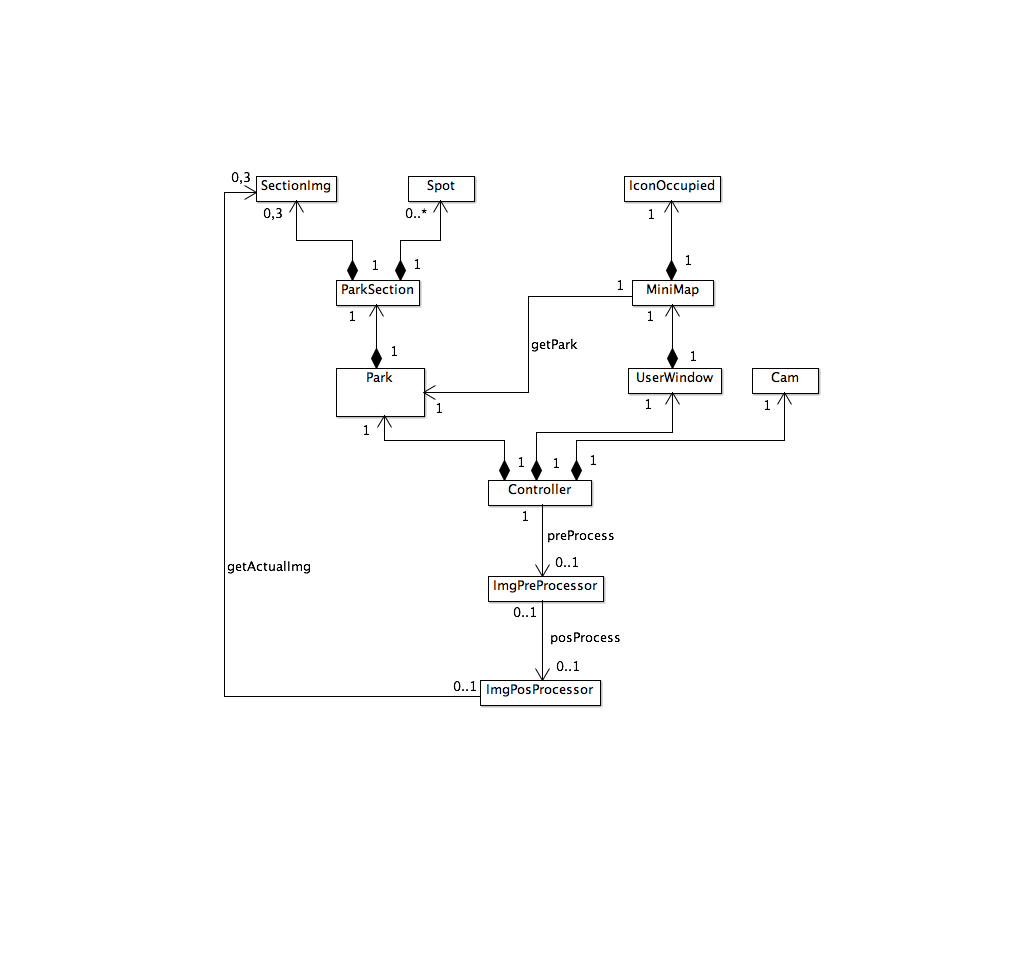 0,3
SectionImg
Spot
IconOccupied
0,3
0..*
1
1
1
1
ParkSection
1
MiniMap
1
1
getPark
1
1
Park
UserWindow
Cam
1
1
1
1
1
1
1
Controller
1
preProcess
0..1
getActualImg
ImgPreProcessor
0..1
posProcess
0..1
0..1
ImgPosProcessor